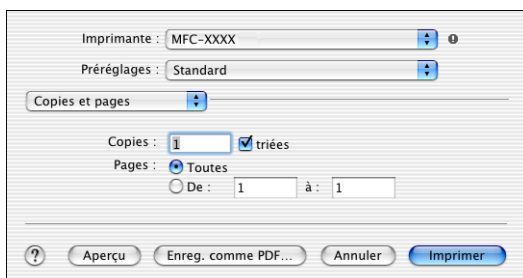 Imprimante : MFC-XXXX
Préréglages : Standard
Copies et pages
Copies : 1 triées
Pages : Toutes
De : 1 à : 1
? Aperçu Enreg. comme PDF... Annuler Imprimer